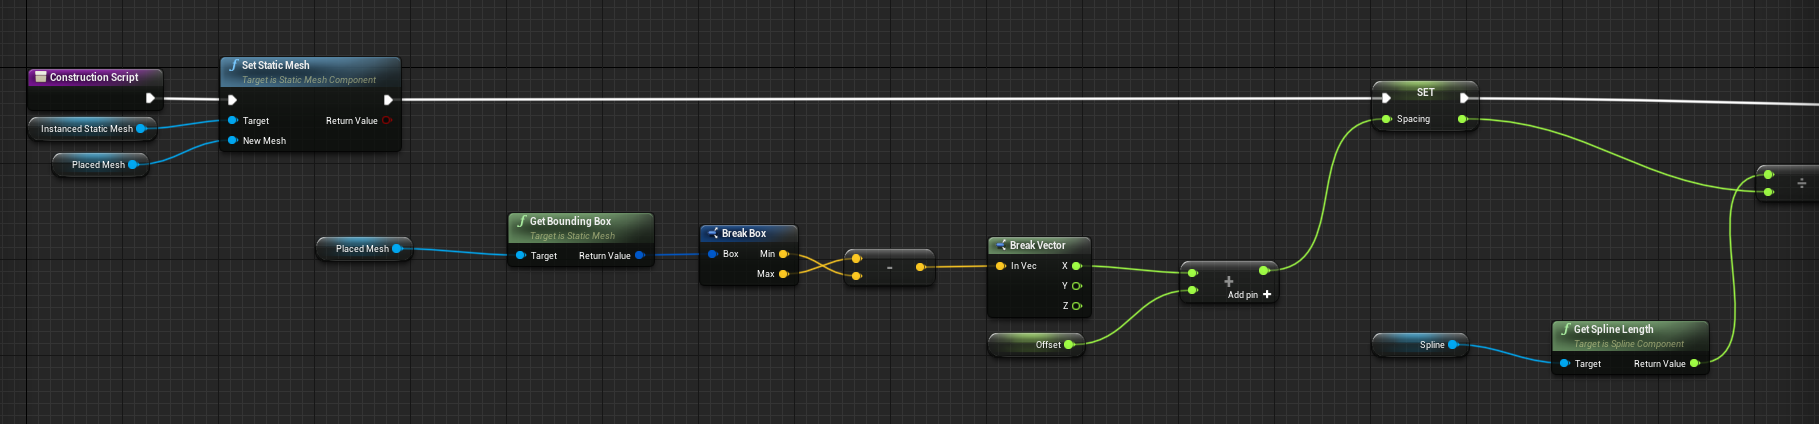 Construction Script
Set Static Mesh
Target is Static Mesh Component
Instanced Static Mesh
Target
Return Value
Placed Mesh
New Mesh
SET
Spacing
÷
Placed Mesh
Get Bounding Box
Target is Static Mesh
Target
Return Value
Break Box
Box
Min
Max
-
Break Vector
In Vec
X
Y
Z
Offset
+
Add pin +
Spline
Get Spline Length
Target is Spline Component
Target
Return Value